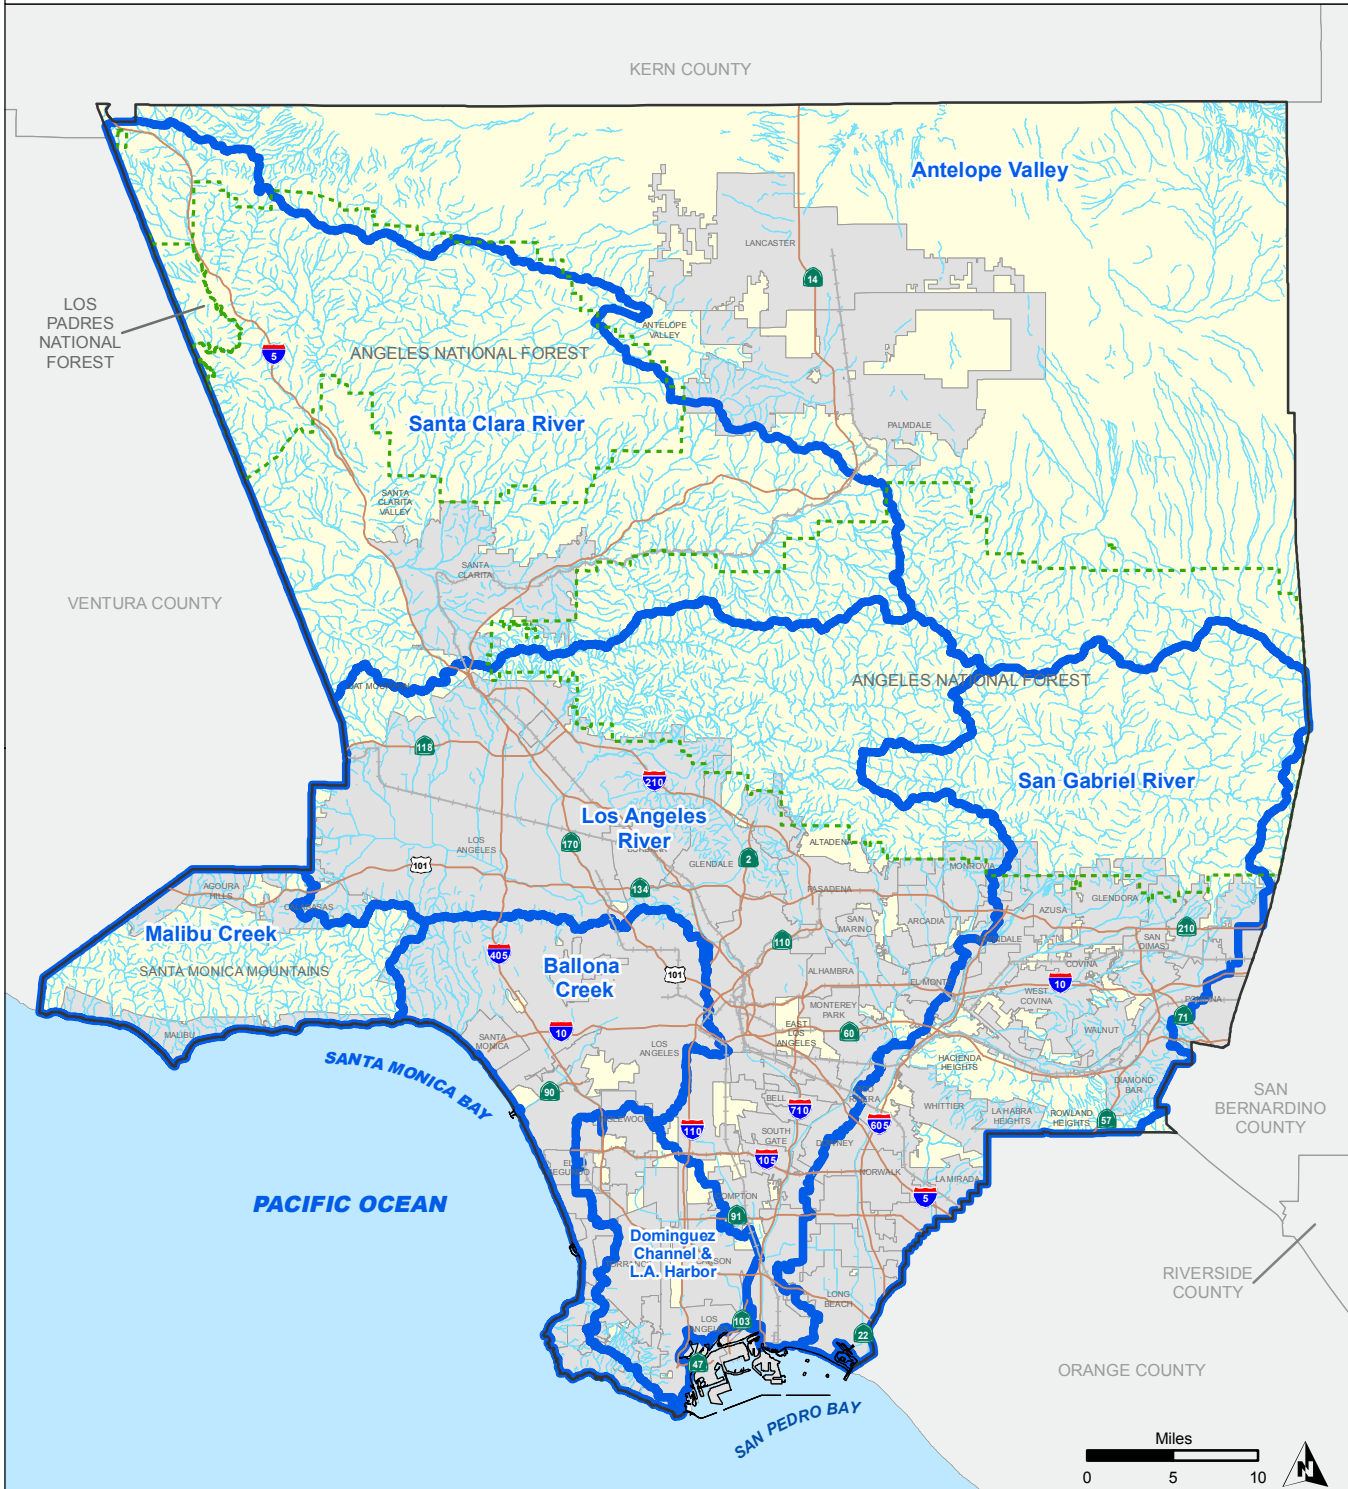 KERN COUNTY
Antelope Valley
LANCASTER
14
LOS
PADRES
NATIONAL
FOREST
5
ANTELOPE
VALLEY
ANGELES NATIONAL FOREST
Santa Clara River
PALMDALE
SANTA
CLARITA
VALLEY
SANTA
CLARITA
VENTURA COUNTY
ANGELES NATIONAL FOREST
118
210
San Gabriel River
Los Angeles
River
LOS
ANGELES
170
101
GLENDALE
2
ALTADENA
MONROVIA
134
PASADENA
AGOURA
HILLS
AZUSA
GLENDORA
SAN
MARINO
ARCADIA
210
Malibu Creek
110
SAN
DIMAS
405
Ballona
Creek
101
SANTA MONICA MOUNTAINS
ALHAMBRA
COVINA
10
WEST
COVINA
MONTEREY
PARK
71
MALIBU
10
60
EAST
LOS
ANGELES
WALNUT
SANTA
MONICA
LOS
ANGELES
HACIENDA
HEIGHTS
SANTA MONICA BAY
90
DIAMOND
BAR
BELL
710
WHITTIER
LA HABRA
HEIGHTS
ROWLAND
HEIGHTS
57
SAN
BERNARDINO
COUNTY
110
605
SOUTH
GATE
105
NORWALK
LA MIRADA
5
PACIFIC OCEAN
91
Dominguez
Channel &
L.A. Harbor
RIVERSIDE
COUNTY
LONG
BEACH
LOS
103
22
47
ORANGE COUNTY
SAN PEDRO BAY
Miles
0 5 10
N